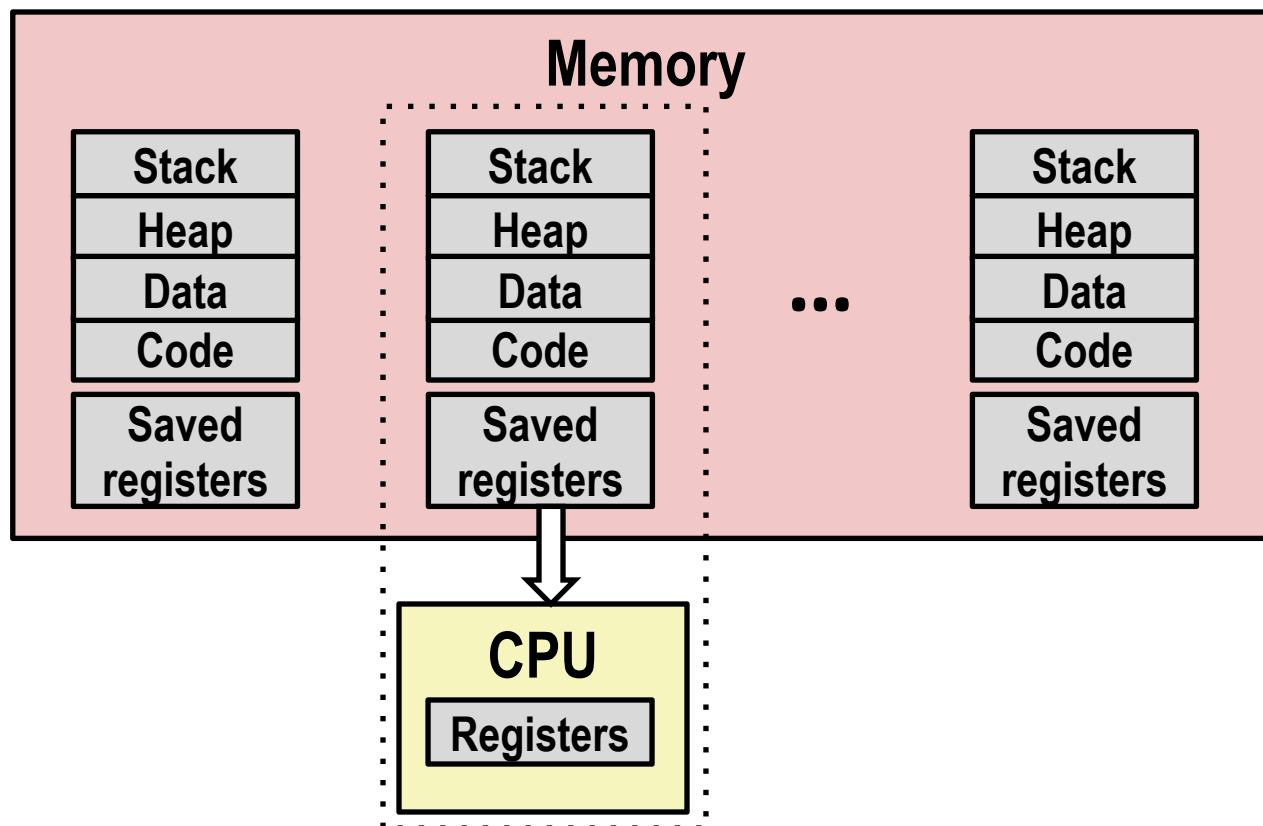 Memory
Stack
Heap
Data
Code
Saved
registers
Stack
Heap
Data
Code
Saved
registers
...
Stack
Heap
Data
Code
Saved
registers
CPU
Registers